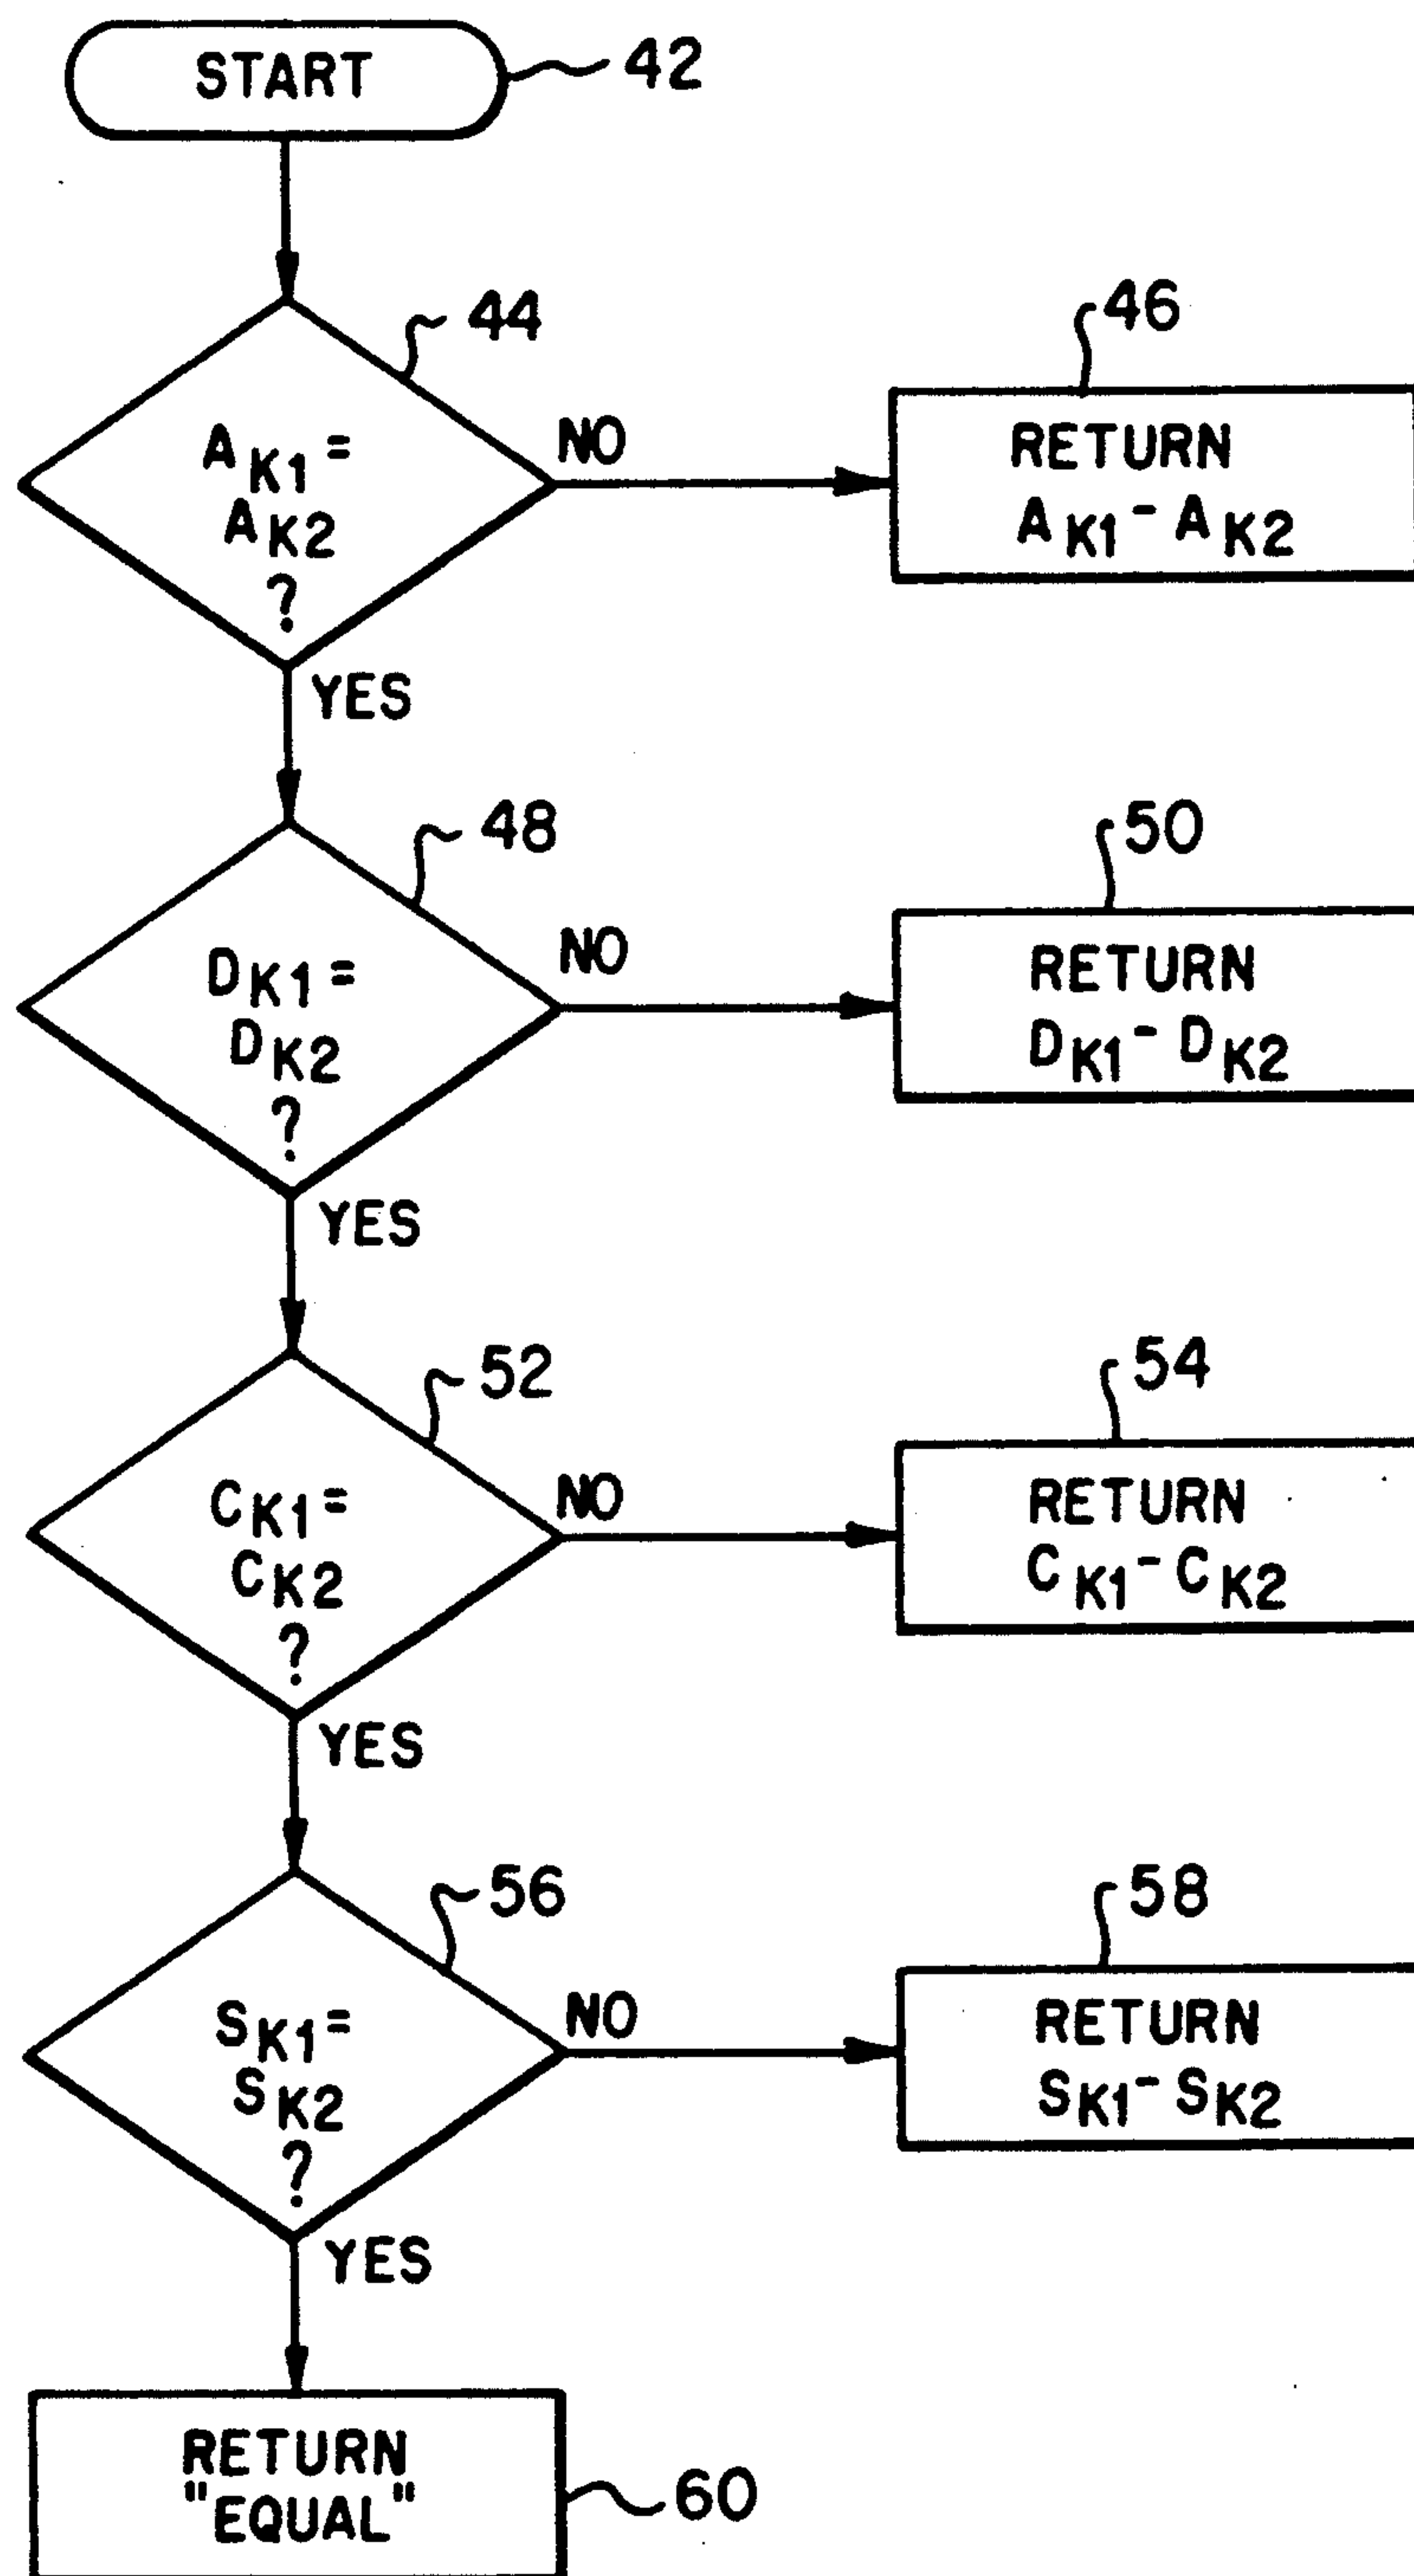 START
42
44
A K1 =
A K2
?
NO
46
RETURN
A K1 - A K2
YES
48
D K1 =
D K2
?
NO
50
RETURN
D K1 - D K2
YES
52
C K1 =
C K2
?
NO
54
RETURN
C K1 - C K2
YES
56
S K1 =
S K2
?
NO
58
RETURN
S K1 - S K2
YES
RETURN
"EQUAL"
60